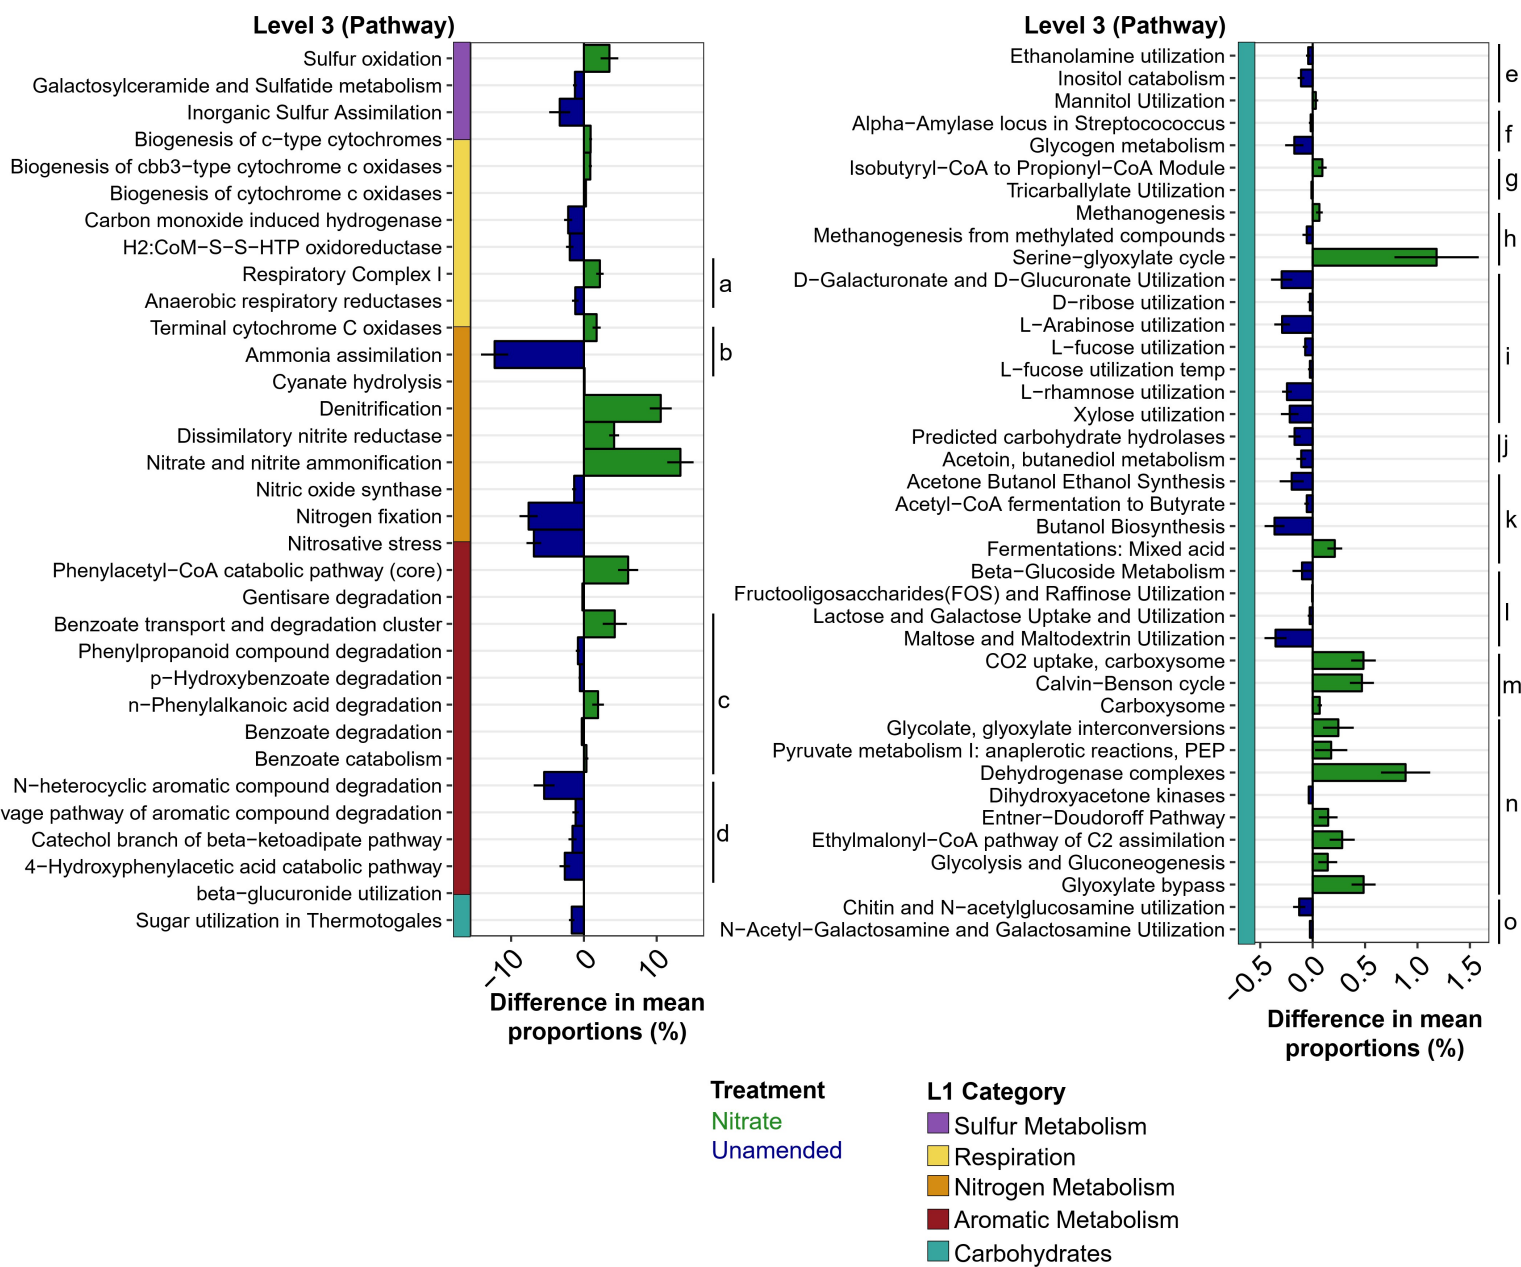 Level 3 (Pathway)
Sulfur oxidation
Galactosylceramide and Sulfatide metabolism
Inorganic Sulfur Assimilation
Biogenesis of c−type cytochromes
Biogenesis of cbb3−type cytochrome c oxidases
Biogenesis of cytochrome c oxidases
Carbon monoxide induced hydrogenase
H2:CoM−S−S−HTP oxidoreductase
Respiratory Complex I
Anaerobic respiratory reductases
Terminal cytochrome C oxidases
Ammonia assimilation
Cyanate hydrolysis
Denitrification
Dissimilatory nitrite reductase
Nitrate and nitrite ammonification
Nitric oxide synthase
Nitrogen fixation
Nitrosative stress
Phenylacetyl−CoA catabolic pathway (core)
Gentisare degradation
Benzoate transport and degradation cluster
Phenylpropanoid compound degradation
p−Hydroxybenzoate degradation
n−Phenylalkanoic acid degradation
Benzoate degradation
Benzoate catabolism
N−heterocyclic aromatic compound degradation
vage pathway of aromatic compound degradation
Catechol branch of beta−ketoadipate pathway
4−Hydroxyphenylacetic acid catabolic pathway
beta−glucuronide utilization
Sugar utilization in Thermotogales
a
b
c
d
−10
0
10
Difference in mean
proportions (%)
Level 3 (Pathway)
Ethanolamine utilization
Inositol catabolism
Mannitol Utilization
Alpha−Amylase locus in Streptocococcus
Glycogen metabolism
Isobutyryl−CoA to Propionyl−CoA Module
Tricarballylate Utilization
Methanogenesis
Methanogenesis from methylated compounds
Serine−glyoxylate cycle
D−Galacturonate and D−Glucuronate Utilization
D−ribose utilization
L−Arabinose utilization
L−fucose utilization
L−fucose utilization temp
L−rhamnose utilization
Xylose utilization
Predicted carbohydrate hydrolases
Acetoin, butanediol metabolism
Acetone Butanol Ethanol Synthesis
Acetyl−CoA fermentation to Butyrate
Butanol Biosynthesis
Fermentations: Mixed acid
Beta−Glucoside Metabolism
Fructooligosaccharides(FOS) and Raffinose Utilization
Lactose and Galactose Uptake and Utilization
Maltose and Maltodextrin Utilization
CO2 uptake, carboxysome
Calvin−Benson cycle
Carboxysome
Glycolate, glyoxylate interconversions
Pyruvate metabolism I: anaplerotic reactions, PEP
Dehydrogenase complexes
Dihydroxyacetone kinases
Entner−Doudoroff Pathway
Ethylmalonyl−CoA pathway of C2 assimilation
Glycolysis and Gluconeogenesis
Glyoxylate bypass
Chitin and N−acetylglucosamine utilization
N−Acetyl−Galactosamine and Galactosamine Utilization
e
f
g
h
i
j
k
l
m
n
o
−0.5
0.0
0.5
1.0
1.5
Difference in mean
proportions (%)
Treatment
Nitrate
Unamended
L1 Category
Sulfur Metabolism
Respiration
Nitrogen Metabolism
Aromatic Metabolism
Carbohydrates